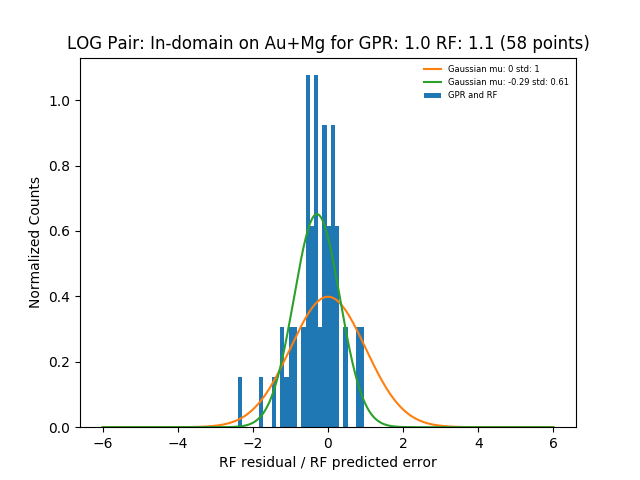 LOG Pair: In-domain on Au+Mg for GPR: 1.0 RF: 1.1 (58 points)
Gaussian mu: 0 std: 1
Gaussian mu: -0.29 std: 0.61
GPR and RF
Normalized Counts
1.0
0.8
0.6
0.4
0.2
0.0
−6 −4 −2 0 2 4 6
RF residual / RF predicted error